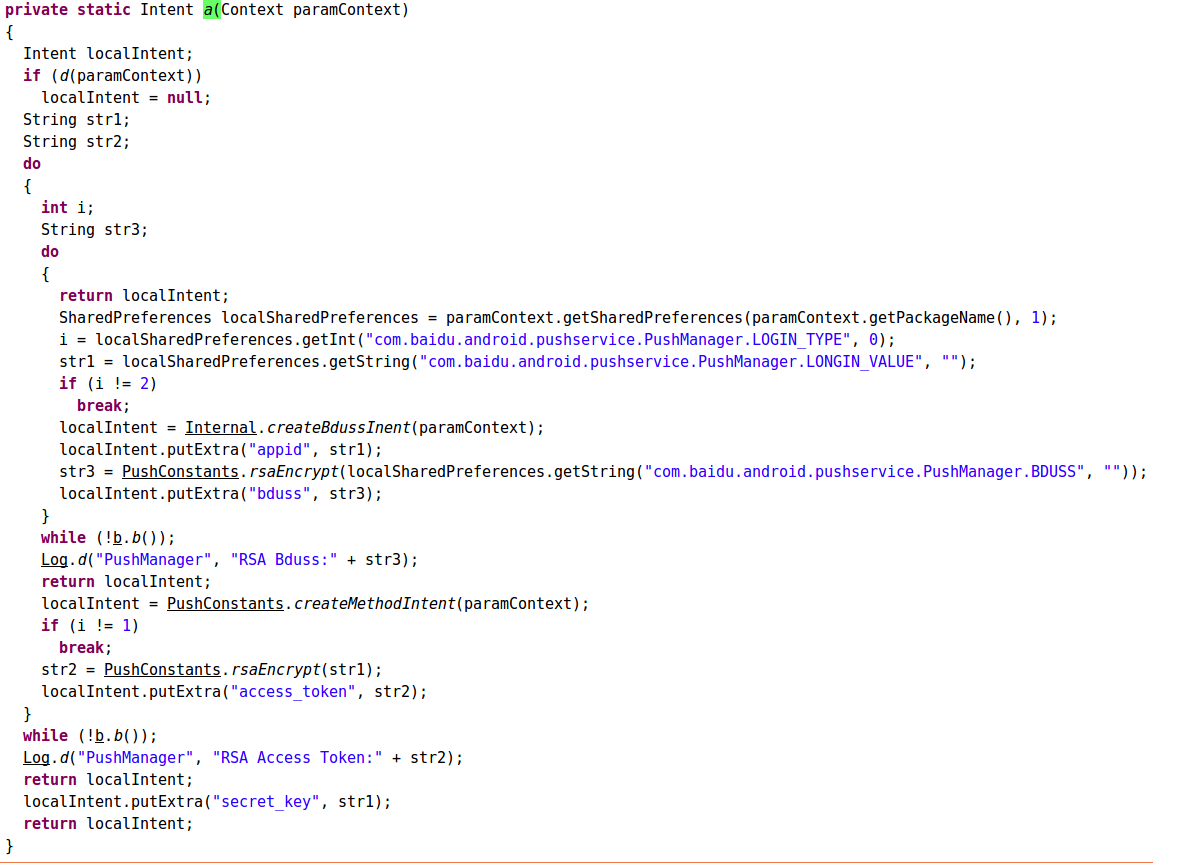 private static Intent a(Context paramContext)
{
  Intent localIntent;
  if (d(paramContext))
    localIntent = null;
  String str1;
  String str2;
  do
  {
    int i;
    String str3;
    do
    {
      return localIntent;
      SharedPreferences localSharedPreferences = paramContext.getSharedPreferences(paramContext.getPackageName(), 1);
      i = localSharedPreferences.getInt("com.baidu.android.pushservice.PushManager.LOGIN_TYPE", 0);
      str1 = localSharedPreferences.getString("com.baidu.android.pushservice.PushManager.LONGIN_VALUE", "");
      if (i != 2)
        break;
      localIntent = Internal.createBdussInent(paramContext);
      localIntent.putExtra("appid", str1);
      str3 = PushConstants.rsaEncrypt(localSharedPreferences.getString("com.baidu.android.pushservice.PushManager.BDUSS", ""));
      localIntent.putExtra("bduss", str3);
    }
    while (!b.b());
    Log.d("PushManager", "RSA Bduss:" + str3);
    return localIntent;
    localIntent = PushConstants.createMethodIntent(paramContext);
    if (i != 1)
      break;
    str2 = PushConstants.rsaEncrypt(str1);
    localIntent.putExtra("access_token", str2);
  }
  while (!b.b());
  Log.d("PushManager", "RSA Access Token:" + str2);
  return localIntent;
  localIntent.putExtra("secret_key", str1);
  return localIntent;
}